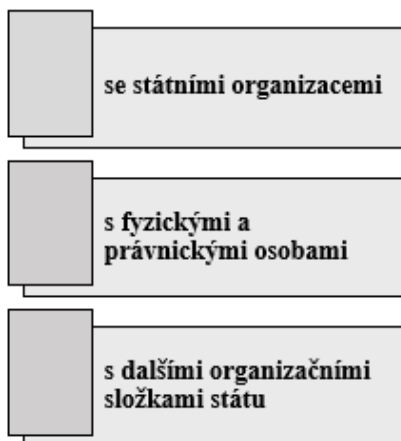 se státními organizacemi
s fyzickými a
právnickými osobami
s dalšími organizačními
složkami státu